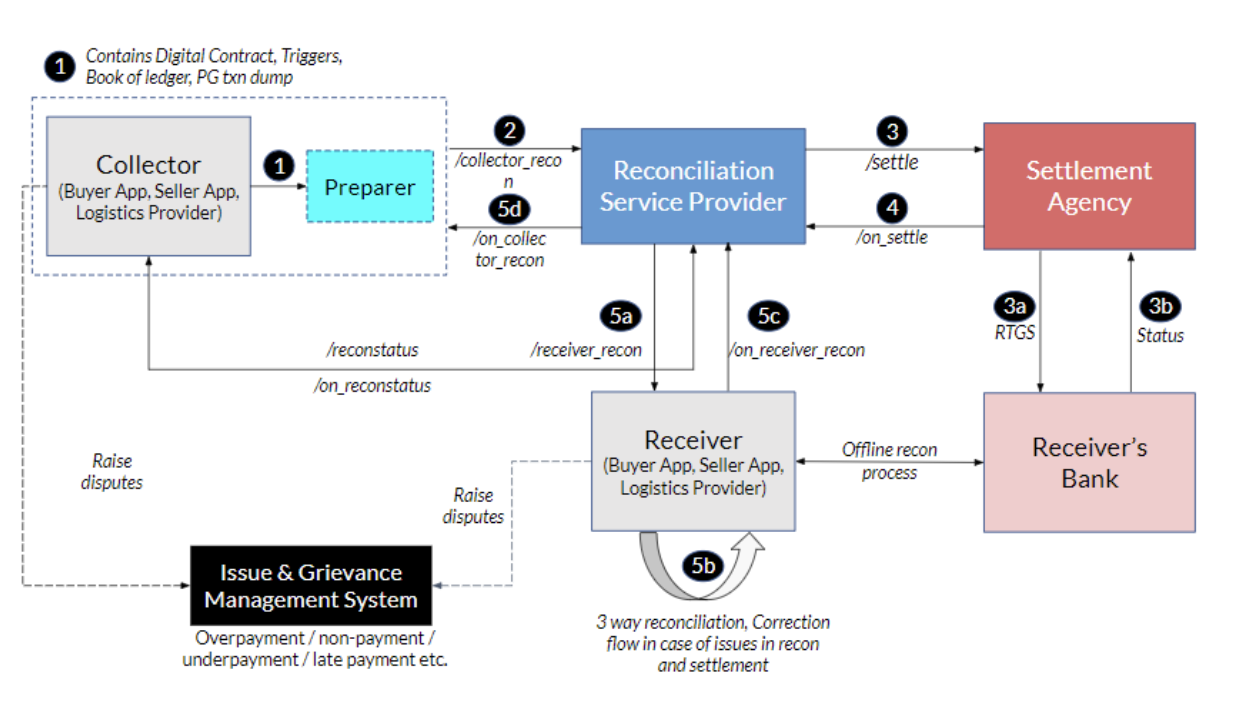 1
Contains Digital Contract, Triggers,
Book of ledger, PG txn dump
Collector
(Buyer App, Seller App,
Logistics Provider)
1
Preparer
2
/collector_reco
n
5d
/on_collec
tor_recon
Reconciliation
Service Provider
3
/settle
4
/on_settle
Settlement
Agency
3a
RTGS
3b
Status
5a
/receiver_recon
5c
/on_receiver_recon
/reconstatus
/on_reconstatus
Receiver
(Buyer App, Seller App,
Logistics Provider)
Offline recon
process
Receiver's
Bank
Raise
disputes
Raise
disputes
5b
3 way reconciliation, Correction
flow in case of issues in recon
and settlement
Issue & Grievance
Management System
Overpayment / non-payment /
underpayment / late payment etc.